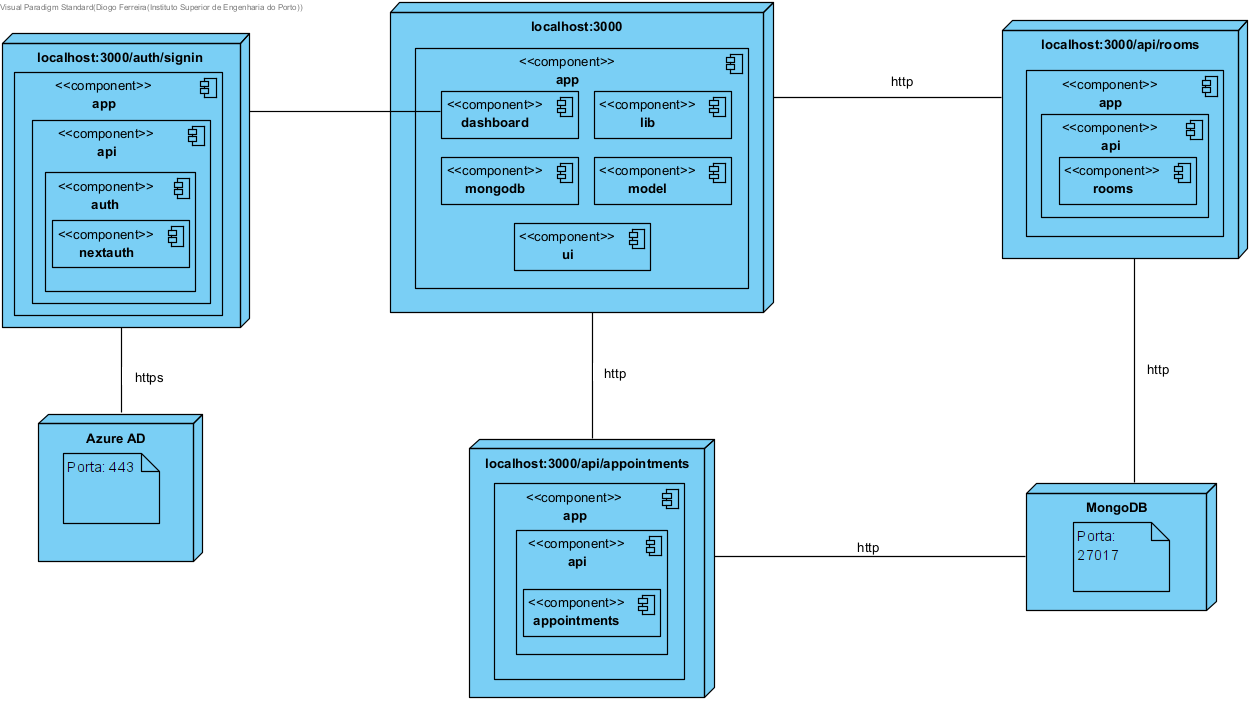 Visual Paradigm Standard(Diogo Ferreira(Instituto Superior de Engenharia do Porto))
localhost:3000/auth/signin
<<component>>
app
<<component>>
api
<<component>>
auth
<<component>>
nextauth
localhost:3000
<<component>>
app
<<component>>
dashboard
<<component>>
lib
<<component>>
mongodb
<<component>>
model
<<component>>
ui
http
localhost:3000/api/rooms
<<component>>
app
<<component>>
api
<<component>>
rooms
https
http
http
Azure AD
Porta: 443
localhost:3000/api/appointments
<<component>>
app
<<component>>
api
<<component>>
appointments
http
MongoDB
Porta:
27017